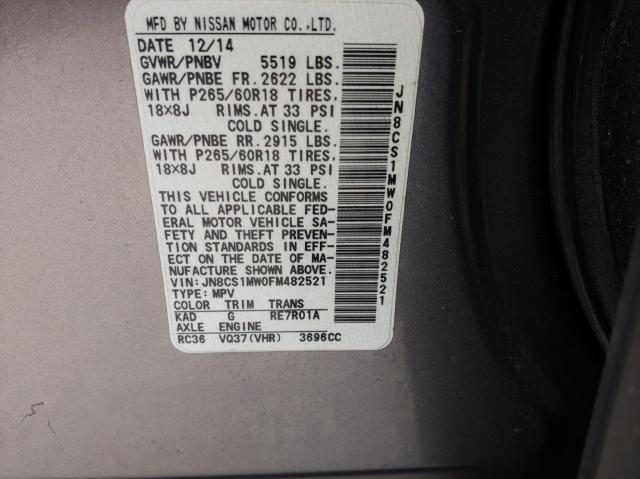 MFD BY NISSAN MOTOR CO.,LTD.
DATE 12/14
GVWR/PNBV 5519 LBS.
GAWR/PNBE FR. 2622 LBS.
WITH P265/60R18 TIRES,
18×8J RIMS. AT 33 PSI
COLD SINGLE.
GAWR/PNBE RR. 2915 LBS.
WITH P265/60R18 TIRES,
18×8J RIMS. AT 33 PSI
COLD SINGLE.
THIS VEHICLE CONFORMS
TO ALL APPLICABLE FED-
ERAL MOTOR VEHICLE SA-
FETY AND THEFT PREVEN-
TION STANDARDS IN EFF-
ECT ON THE DATE OF MA-
NUFACTURE SHOWN ABOVE.
VIN: JN8CS1MW0FM482521
TYPE: MPV
COLOR TRIM TRANS
KAD G RE7R01A
AXLE ENGINE
RC36 VQ37(VHR) 3696CC
JN8CS1MW0FM482521